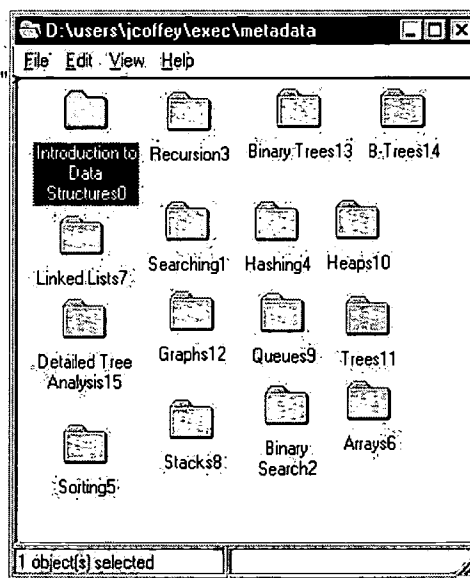 D:\users\jcoffey\exec\metadata
File Edit View Help
Introduction to
Data
Structures0
Recursion3
Binary Trees13
B-Trees14
Linked Lists7
Searching1
Hashing4
Heaps10
Detailed Tree
Analysis15
Graphs12
Queues9
Trees11
Sorting5
Stacks8
Binary
Search2
Arrays6
1 object(s) selected